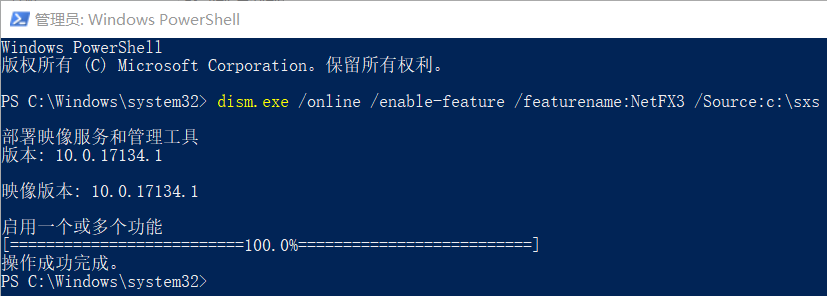 管理员: Windows PowerShell
Windows PowerShell
版权所有 (C) Microsoft Corporation。保留所有权利。
PS C:\Windows\system32> dism.exe /online /enable-feature /featurename:NetFX3 /Source:c:\sxs
部署映像服务和管理工具
版本: 10.0.17134.1
映像版本: 10.0.17134.1
启用一个或多个功能
[==========================100.0%==========================]
操作成功完成。
PS C:\Windows\system32>